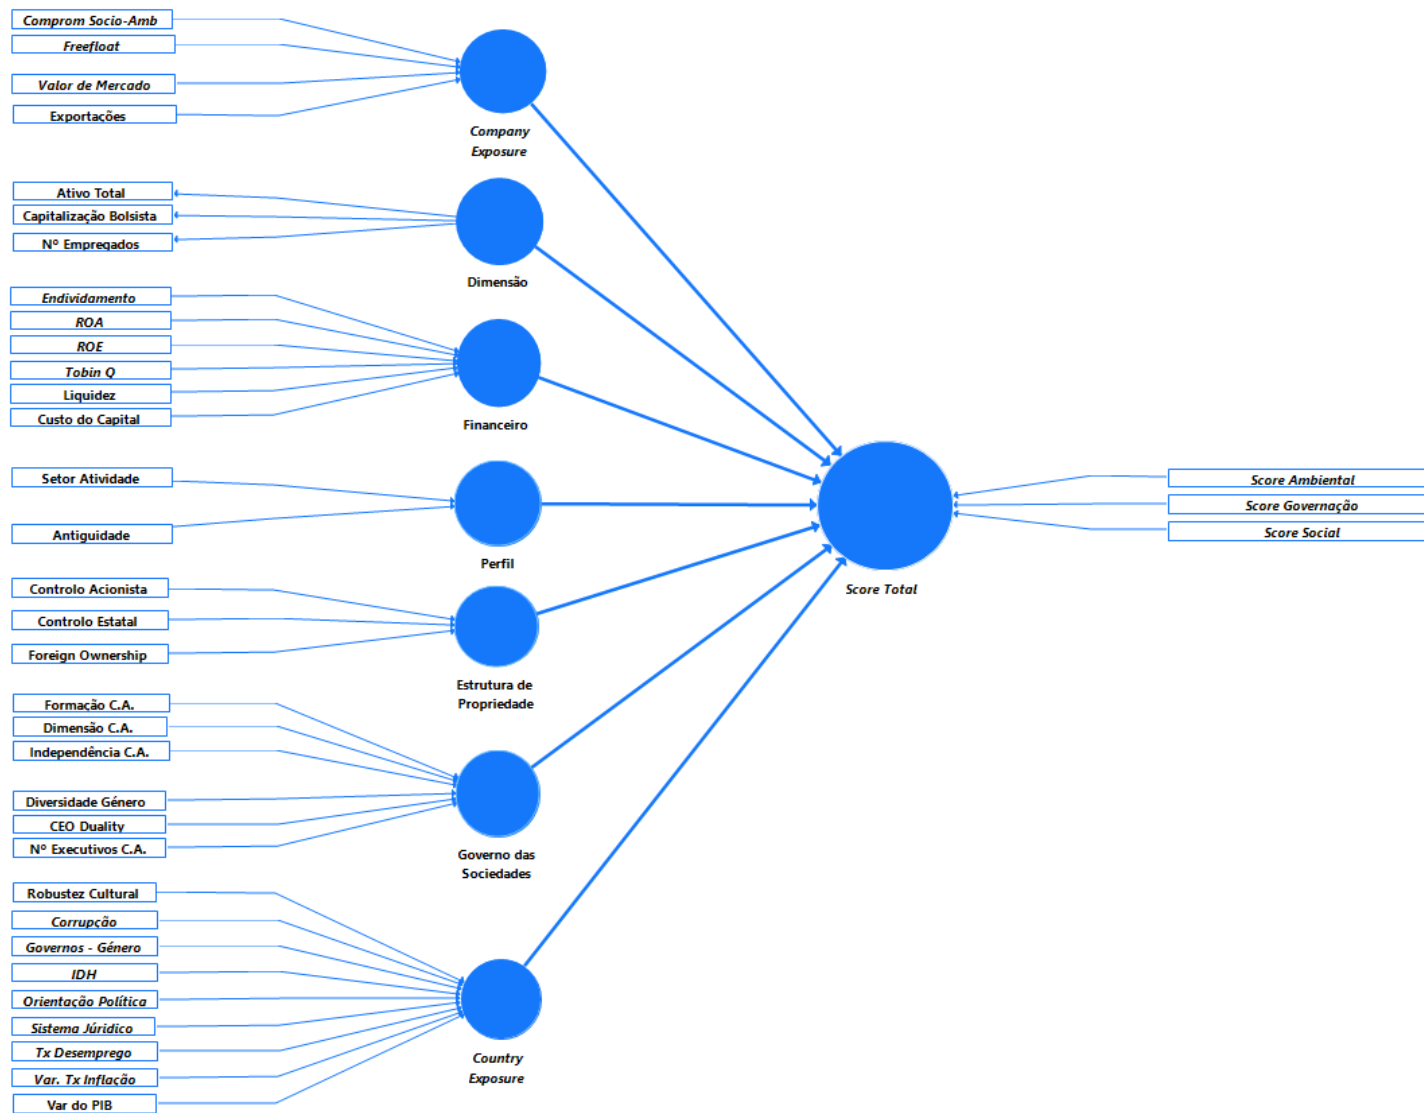 Comprom Socio-Amb
Freefloat
Valor de Mercado
Exportações
Company
Exposure
Ativo Total
Capitalização Bolsista
Nº Empregados
Dimensão
Endividamento
ROA
ROE
Tobin Q
Liquidez
Custo do Capital
Financeiro
Setor Atividade
Antiguidade
Perfil
Controlo Acionista
Controlo Estatal
Foreign Ownership
Estrutura de
Propriedade
Formação C.A.
Dimensão C.A.
Independência C.A.
Diversidade Género
CEO Duality
Nº Executivos C.A.
Governo das
Sociedades
Robustez Cultural
Corrupção
Governos - Género
IDH
Orientação Política
Sistema Júridico
Tx Desemprego
Var. Tx Inflação
Var do PIB
Country
Exposure
Score Total
Score Ambiental
Score Governação
Score Social